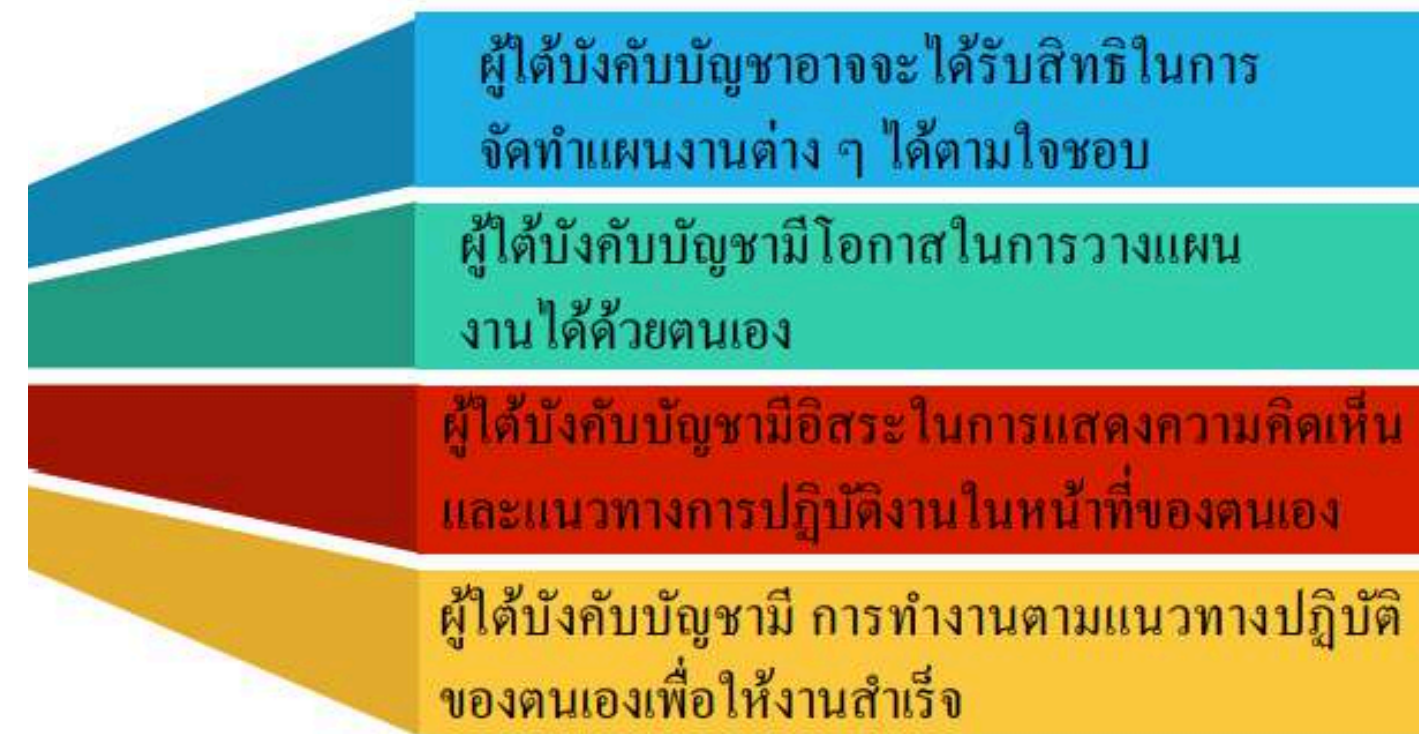 ผู้ใต้บังคับบัญชาอาจจะได้รับสิทธิในการ
จัดทำแผนงานต่าง ๆ ได้ตามใจชอบ
ผู้ใต้บังคับบัญชามีโอกาสในการวางแผน
งานได้ด้วยตนเอง
ผู้ใต้บังคับบัญชามีอิสระในการแสดงความคิดเห็น
และแนวทางการปฏิบัติงานในหน้าที่ของตนเอง
ผู้ใต้บังคับบัญชามี การทำงานตามแนวทางปฏิบัติ
ของตนเองเพื่อให้งานสำเร็จ